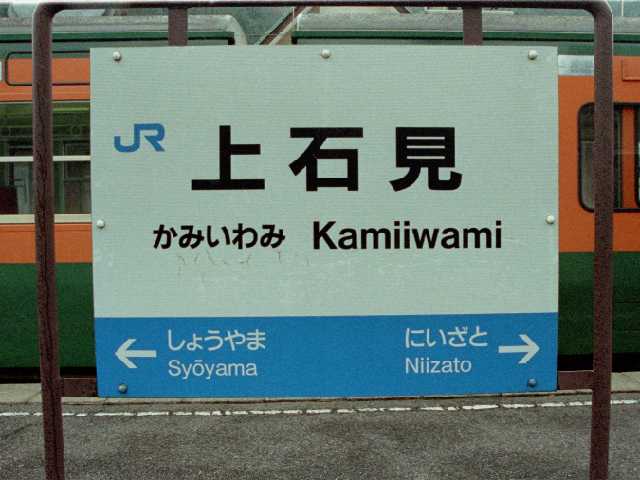 JR
上石見
かみいわみ Kamiiwami
← しょうやま にいざと →
Syōyama Niizato